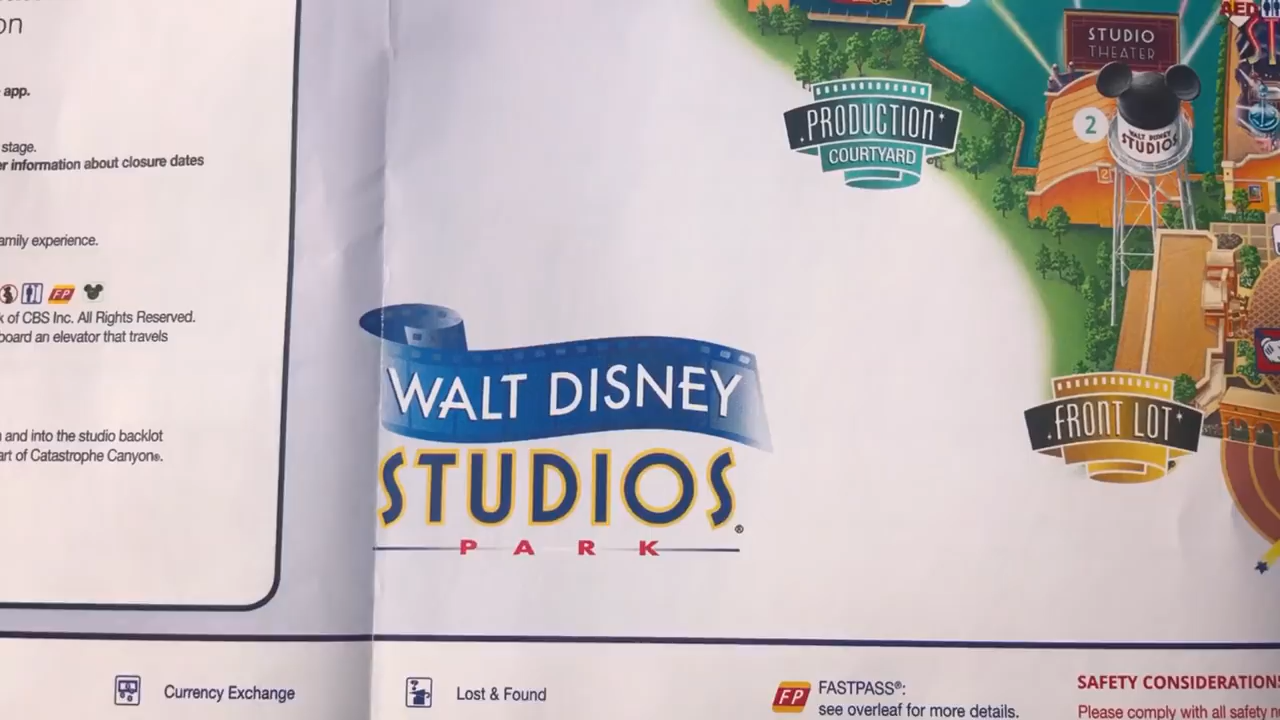 on
app.
stage.
er information about closure dates
amily experience.
FP
k of CBS Inc. All Rights Reserved.
board an elevator that travels
and into the studio backlot
art of Catastrophe Canyon®.
AED
STUDIO
THEATER
PRODUCTION
COURTYARD
2
WALT DISNEY
STUDIOS
FRONT LOT
WALT DISNEY
STUDIOS®
PARK
Currency Exchange
Lost & Found
FP
FASTPASS®:
see overleaf for more details.
SAFETY CONSIDERATIONS
Please comply with all safety